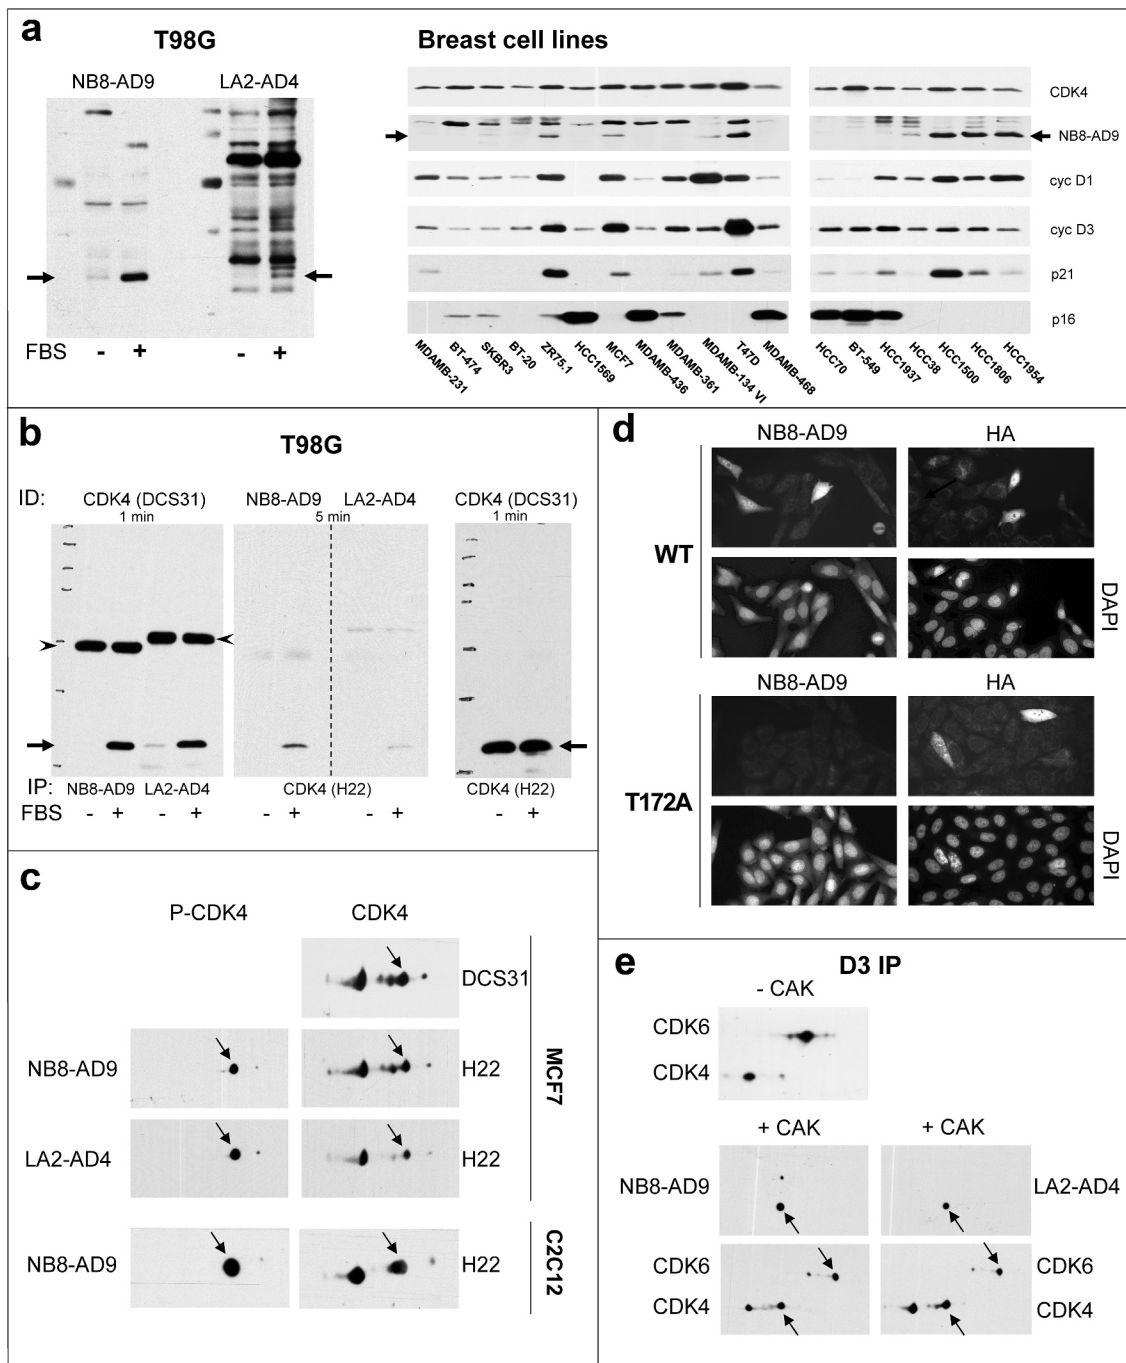 a
T98G
NB8-AD9 LA2-AD4
FBS - + - +
Breast cell lines
CDK4
NB8-AD9
cyc D1
cyc D3
p21
p16
MDAMB-231
BT-474
SKBR3
BT-20
ZR75.1
HCC1569
MCF7
MDAMB-436
MDAMB-361
MDAMB-134 VI
T47D
MDAMB-468
HCC70
BT-549
HCC1937
HCC38
HCC1500
HCC1806
HCC1954
b
T98G
ID: CDK4 (DCS31) NB8-AD9 LA2-AD4 CDK4 (DCS31)
1 min 5 min 1 min
IP: NB8-AD9 LA2-AD4 CDK4 (H22) CDK4 (H22)
FBS - + - + - + - + - +
c
P-CDK4 CDK4
DCS31
NB8-AD9 H22
LA2-AD4 H22
MCF7
NB8-AD9 H22
C2C12
d
NB8-AD9 HA
WT
DAPI
NB8-AD9 HA
T172A
DAPI
e
D3 IP
- CAK
CDK6
CDK4
+ CAK + CAK
NB8-AD9 LA2-AD4
CDK6 CDK6
CDK4 CDK4